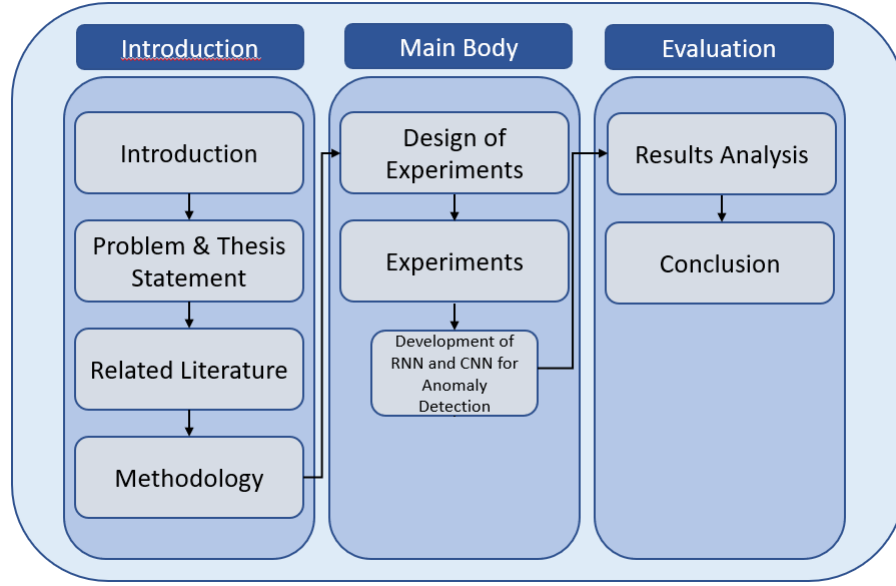 Introduction
Main Body
Evaluation
Introduction
Problem & Thesis
Statement
Related Literature
Methodology
Design of
Experiments
Experiments
Development of
RNN and CNN for
Anomaly
Detection
Results Analysis
Conclusion